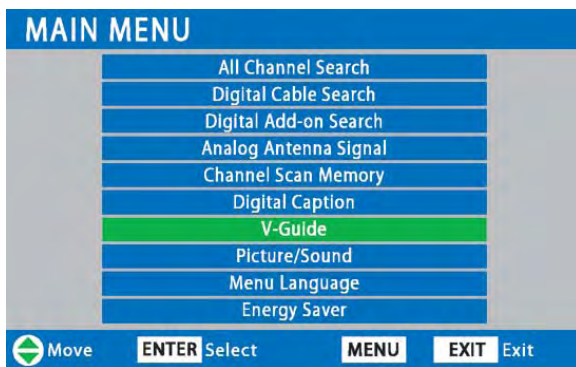 MAIN MENU
All Channel Search
Digital Cable Search
Digital Add-on Search
Analog Antenna Signal
Channel Scan Memory
Digital Caption
V-Guide
Picture/Sound
Menu Language
Energy Saver
Move ENTER Select MENU EXIT Exit